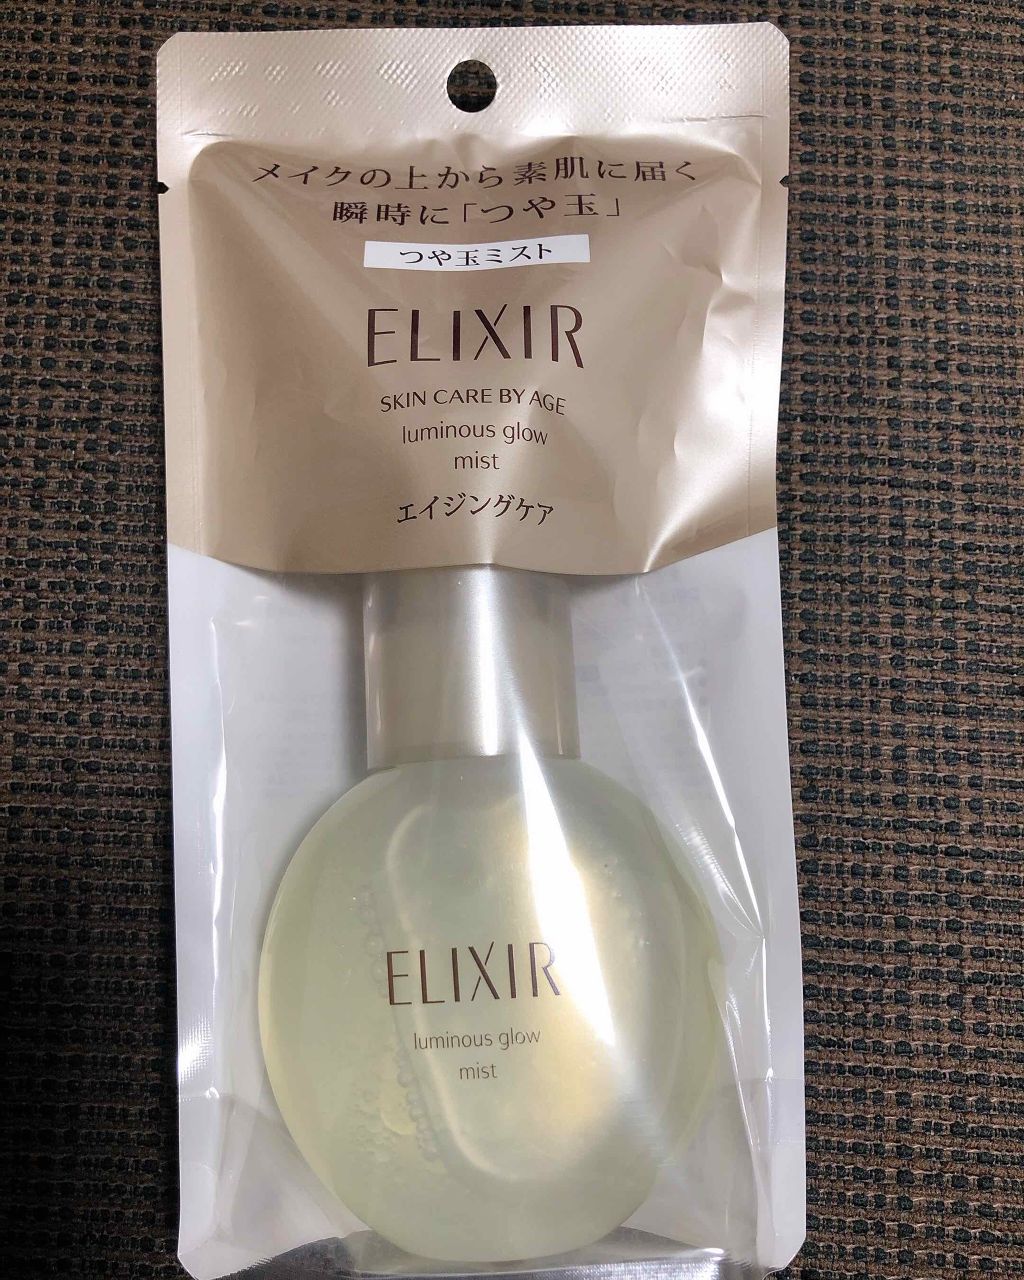 メイクの上から素肌に届く
瞬時に「つや玉」
つや玉ミスト
ELIXIR
SKIN CARE BY AGE
luminous glow
mist
エイジングケア
ELIXIR
luminous glow
mist